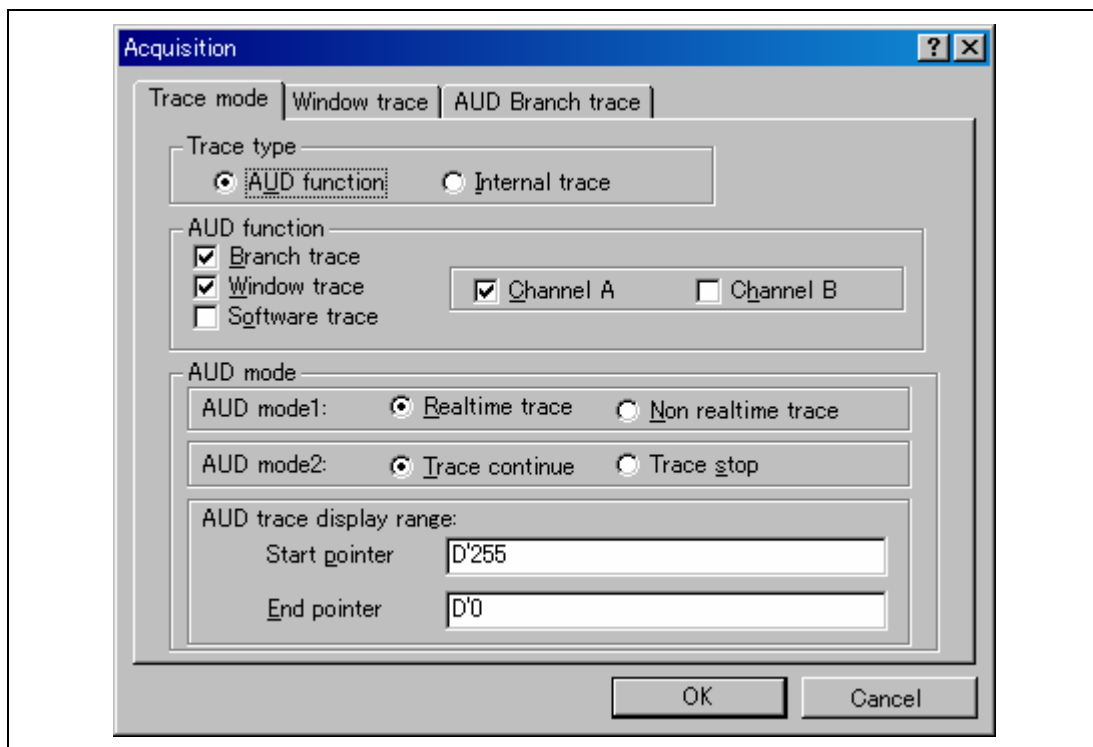 Acquisition
Trace mode Window trace AUD Branch trace
Trace type
AUD function Internal trace
AUD function
Branch trace
Window trace Channel A Channel B
Software trace
AUD mode
AUD mode1: Realtime trace Non realtime trace
AUD mode2: Trace continue Trace stop
AUD trace display range:
Start pointer D'255
End pointer D'0
OK Cancel